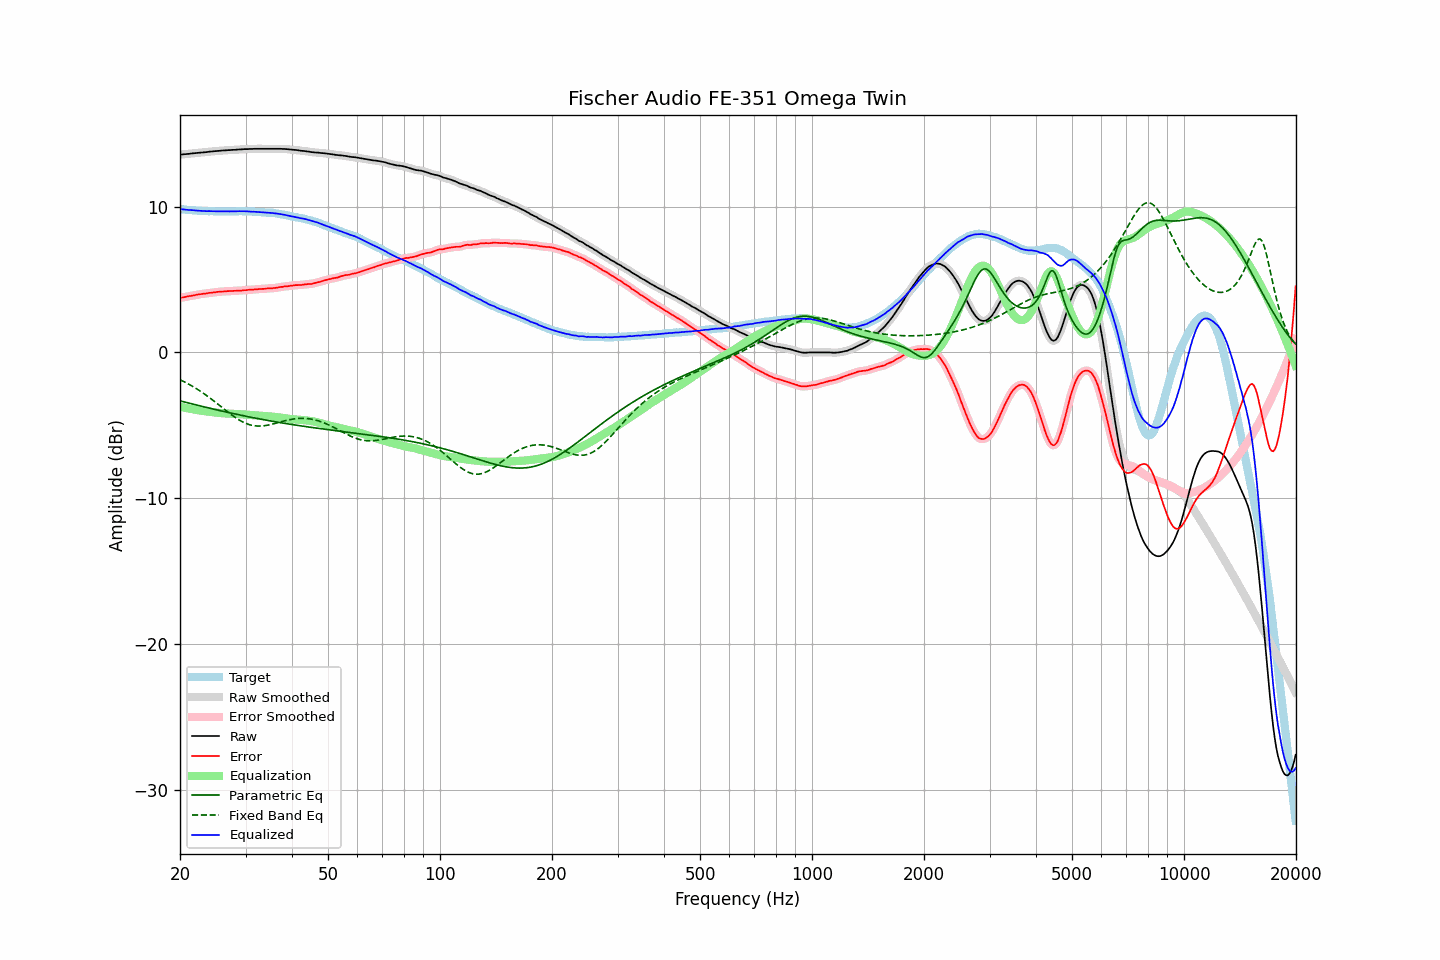 Fischer Audio FE-351 Omega Twin
Amplitude (dBr)
10
0
−10
−20
−30
Target
Raw Smoothed
Error Smoothed
Raw
Error
Equalization
Parametric Eq
Fixed Band Eq
Equalized
20 50 100 200 500 1000 2000 5000 10000 20000
Frequency (Hz)